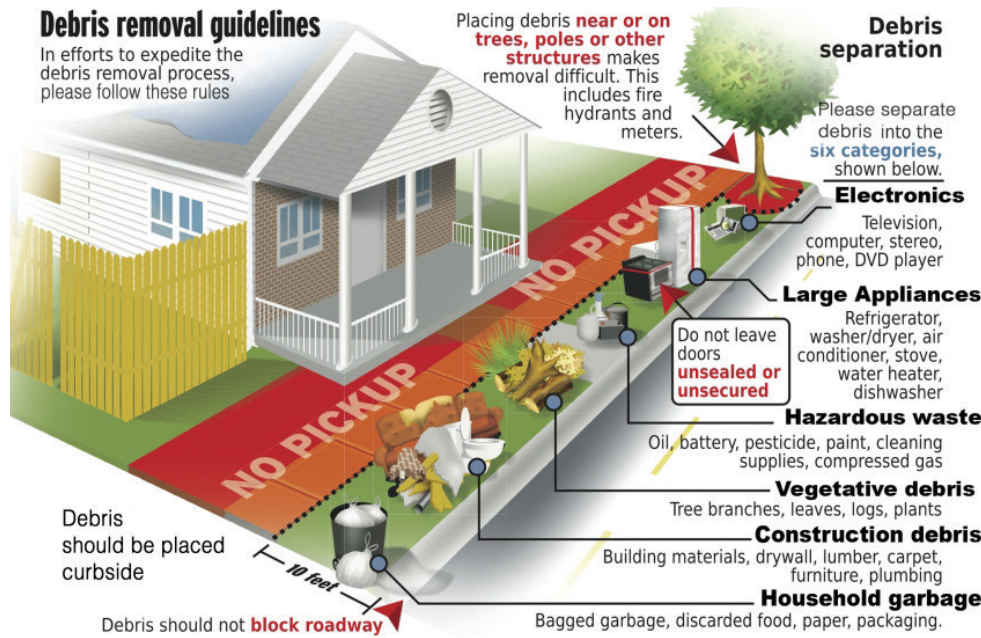 Debris removal guidelines
In efforts to expedite the
debris removal process,
please follow these rules
Placing debris near or on
trees, poles or other
structures makes
removal difficult. This
includes fire
hydrants and
meters.
Debris
separation
Please separate
debris into the
six categories,
shown below.
Electronics
Television,
computer, stereo,
phone, DVD player
Large Appliances
Refrigerator,
washer/dryer, air
conditioner, stove,
water heater,
dishwasher
Do not leave
doors
unsealed or
unsecured
Hazardous waste
Oil, battery, pesticide, paint, cleaning
supplies, compressed gas
Vegetative debris
Tree branches, leaves, logs, plants
Construction debris
Building materials, drywall, lumber, carpet,
furniture, plumbing
Household garbage
Bagged garbage, discarded food, paper, packaging.
NO PICKUP
NO PICKUP
Debris
should be placed
curbside
10 feet
Debris should not block roadway